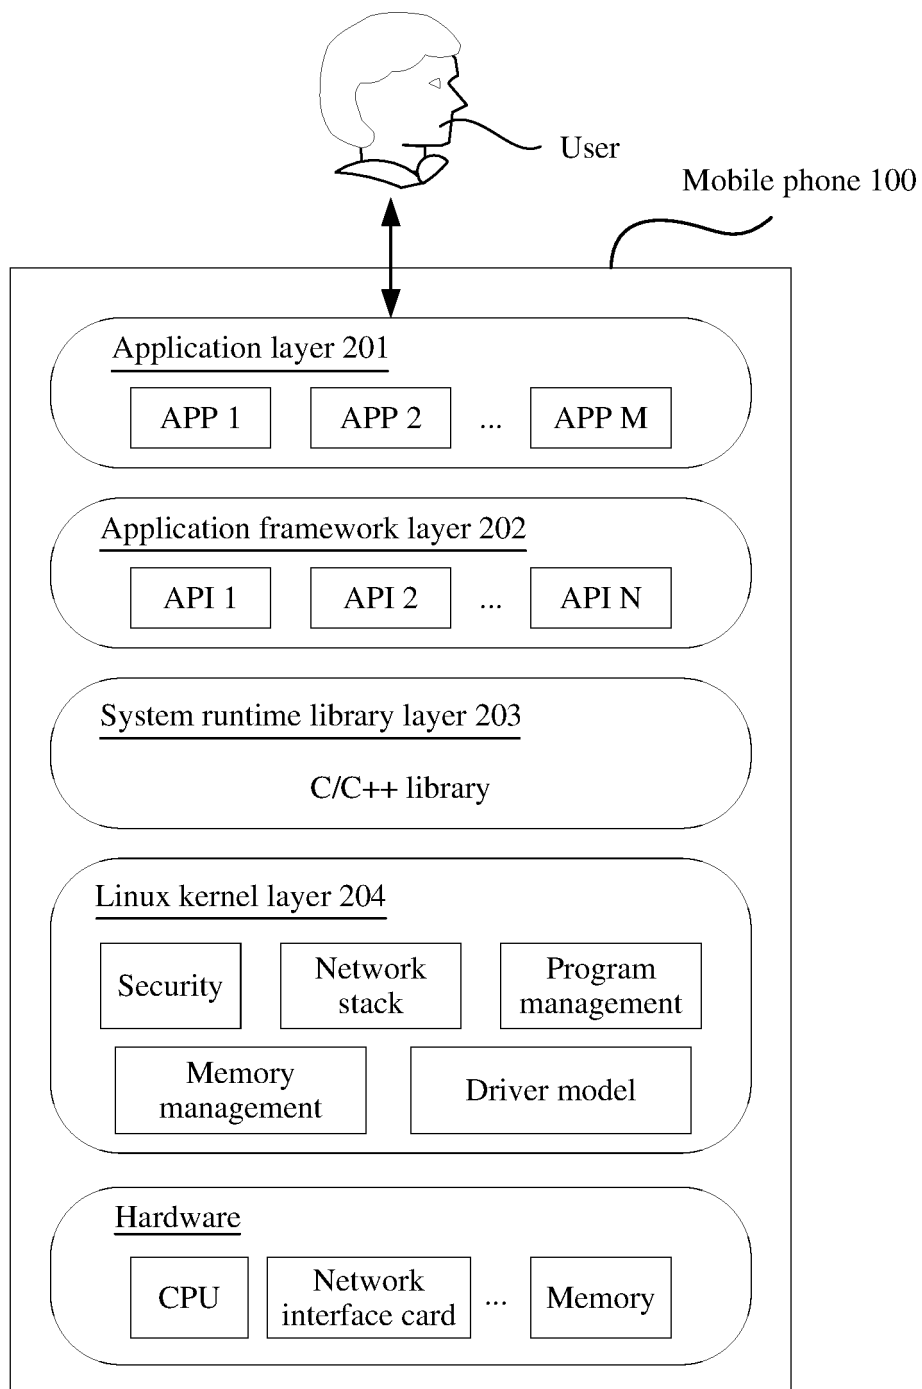 User
Mobile phone 100
Application layer 201
APP 1 APP 2 ... APP M
Application framework layer 202
API 1 API 2 ... API N
System runtime library layer 203
C/C++ library
Linux kernel layer 204
Security
Network
stack
Program
management
Memory
management
Driver model
Hardware
CPU
Network
interface card
...
Memory